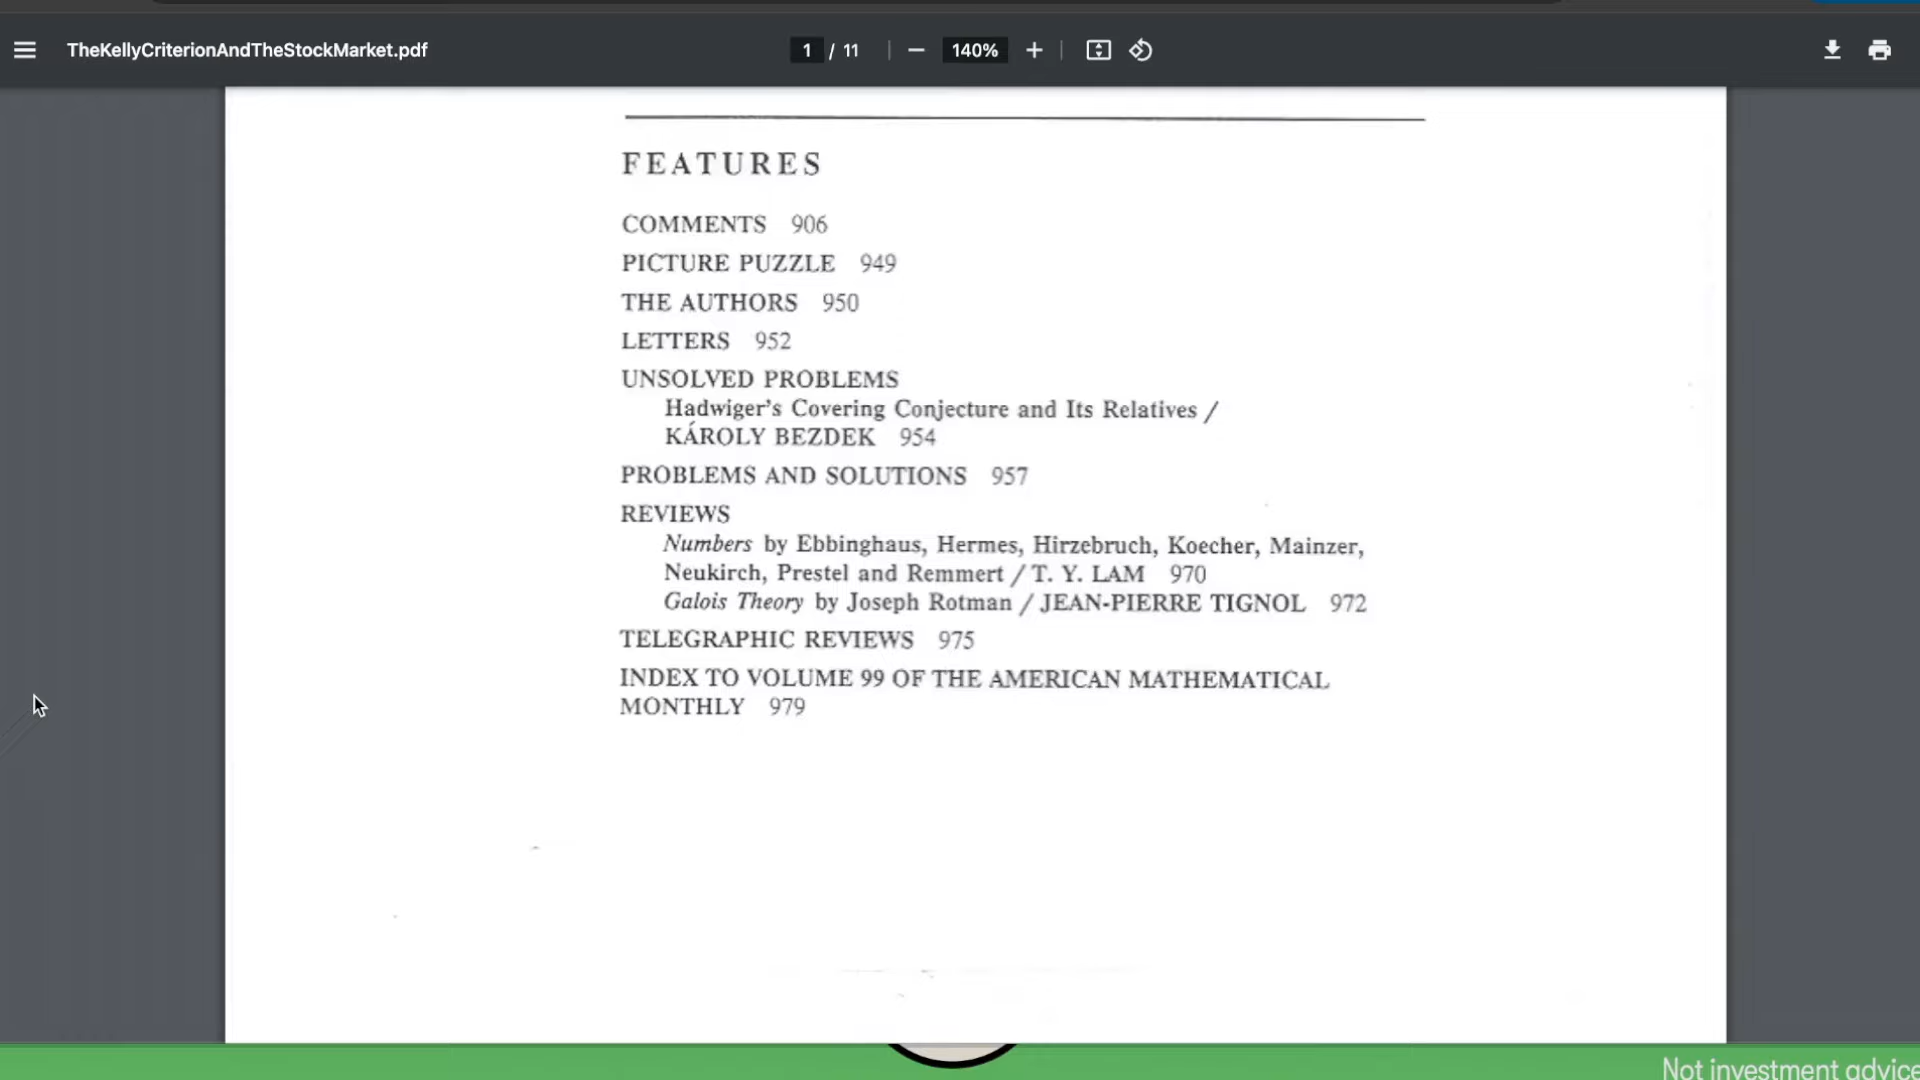 TheKellyCriterionAndTheStockMarket.pdf
1 / 11
140%
FEATURES
COMMENTS 906
PICTURE PUZZLE 949
THE AUTHORS 950
LETTERS 952
UNSOLVED PROBLEMS
Hadwiger's Covering Conjecture and Its Relatives /
KÁROLY BEZDEK 954
PROBLEMS AND SOLUTIONS 957
REVIEWS
Numbers by Ebbinghaus, Hermes, Hirzebruch, Koecher, Mainzer,
Neukirch, Prestel and Remmert / T. Y. LAM 970
Galois Theory by Joseph Rotman / JEAN-PIERRE TIGNOL 972
TELEGRAPHIC REVIEWS 975
INDEX TO VOLUME 99 OF THE AMERICAN MATHEMATICAL
MONTHLY 979
Not investment advice